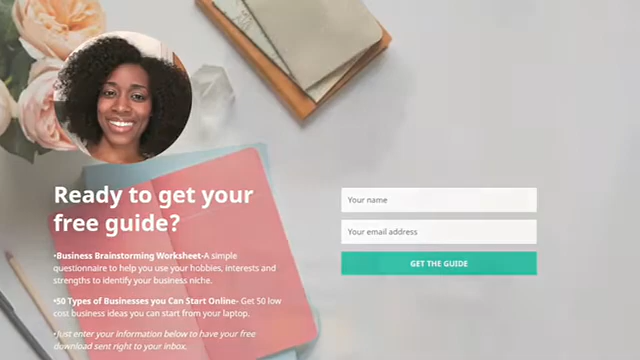 Ready to get your
free guide?
•Business Brainstorming Worksheet-A simple
questionnaire to help you use your hobbies, interests and
strengths to identify your business niche.
•50 Types of Businesses you Can Start Online- Get 50 low
cost business ideas you can start from your laptop.
•Just enter your information below to have your free
download sent right to your inbox.
Your name
Your email address
GET THE GUIDE